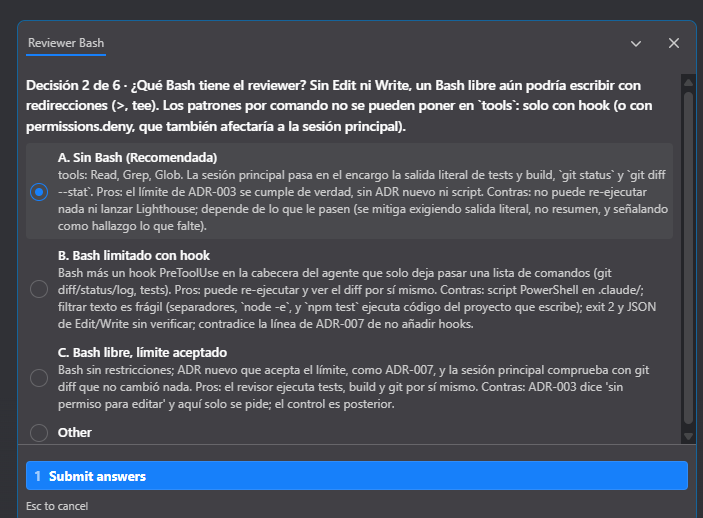 Reviewer Bash
Decisión 2 de 6 · ¿Qué Bash tiene el reviewer? Sin Edit ni Write, un Bash libre aún podría escribir con
redirecciones (>, tee). Los patrones por comando no se pueden poner en `tools`: solo con hook (o con
permissions.deny, que también afectaría a la sesión principal).
A. Sin Bash (Recomendada)
tools: Read, Grep, Glob. La sesión principal pasa en el encargo la salida literal de tests y build, `git status` y `git diff
--stat`. Pros: el límite de ADR-003 se cumple de verdad, sin ADR nuevo ni script. Contras: no puede re-ejecutar
nada ni lanzar Lighthouse; depende de lo que le pasen (se mitiga exigiendo salida literal, no resumen, y señalando
como hallazgo lo que falte).
B. Bash limitado con hook
Bash más un hook PreToolUse en la cabecera del agente que solo deja pasar una lista de comandos (git
diff/status/log, tests). Pros: puede re-ejecutar y ver el diff por sí mismo. Contras: script PowerShell en .claude/;
filtrar texto es frágil (separadores, `node -e`, y `npm test` ejecuta código del proyecto que escribe); exit 2 y JSON
de Edit/Write sin verificar; contradice la línea de ADR-007 de no añadir hooks.
C. Bash libre, límite aceptado
Bash sin restricciones; ADR nuevo que acepta el límite, como ADR-007, y la sesión principal comprueba con git
diff que no cambió nada. Pros: el revisor ejecuta tests, build y git por sí mismo. Contras: ADR-003 dice 'sin
permiso para editar' y aquí solo se pide; el control es posterior.
Other
1 Submit answers
Esc to cancel